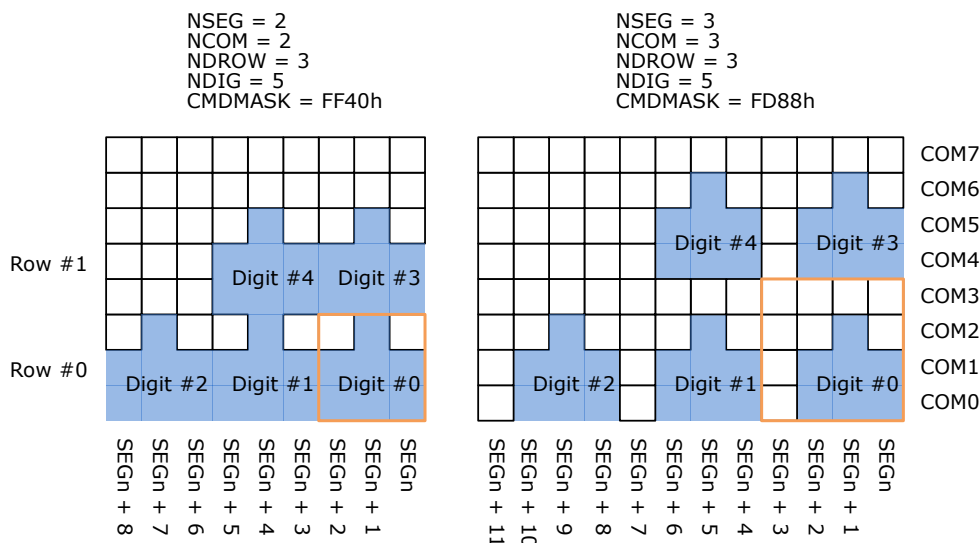 NSEG = 2
NCOM = 2
NDROW = 3
NDIG = 5
CMDMASK = FF40h
NSEG = 3
NCOM = 3
NDROW = 3
NDIG = 5
CMDMASK = FD88h
COM7
COM6
COM5
COM4
COM3
COM2
COM1
COM0
Row #1
Digit #4
Digit #3
Row #0
Digit #2
Digit #1
Digit #0
Digit #4
Digit #3
Digit #2
Digit #1
Digit #0
SEGn + 8
SEGn + 7
SEGn + 6
SEGn + 5
SEGn + 4
SEGn + 3
SEGn + 2
SEGn + 1
SEGn
SEGn + 11
SEGn + 10
SEGn + 9
SEGn + 8
SEGn + 7
SEGn + 6
SEGn + 5
SEGn + 4
SEGn + 3
SEGn + 2
SEGn + 1
SEGn